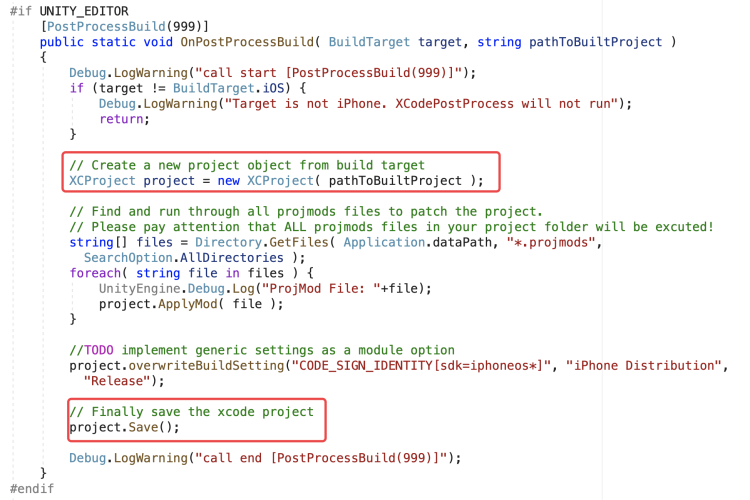 #if UNITY_EDITOR
[PostProcessBuild(999)]
public static void OnPostProcessBuild( BuildTarget target, string pathToBuiltProject )
{
Debug.LogWarning("call start [PostProcessBuild(999)]");
if (target != BuildTarget.iOS) {
Debug.LogWarning("Target is not iPhone. XCodePostProcess will not run");
return;
}
// Create a new project object from build target
XCProject project = new XCProject( pathToBuiltProject );
// Find and run through all projmods files to patch the project.
// Please pay attention that ALL projmods files in your project folder will be excuted!
string[] files = Directory.GetFiles( Application.dataPath, "*.projmods",
SearchOption.AllDirectories );
foreach( string file in files ) {
UnityEngine.Debug.Log("ProjMod File: "+file);
project.ApplyMod( file );
}
//TODO implement generic settings as a module option
project.overwriteBuildSetting("CODE_SIGN_IDENTITY[sdk=iphoneos*]", "iPhone Distribution",
"Release");
// Finally save the xcode project
project.Save();
Debug.LogWarning("call end [PostProcessBuild(999)]");
}
#endif